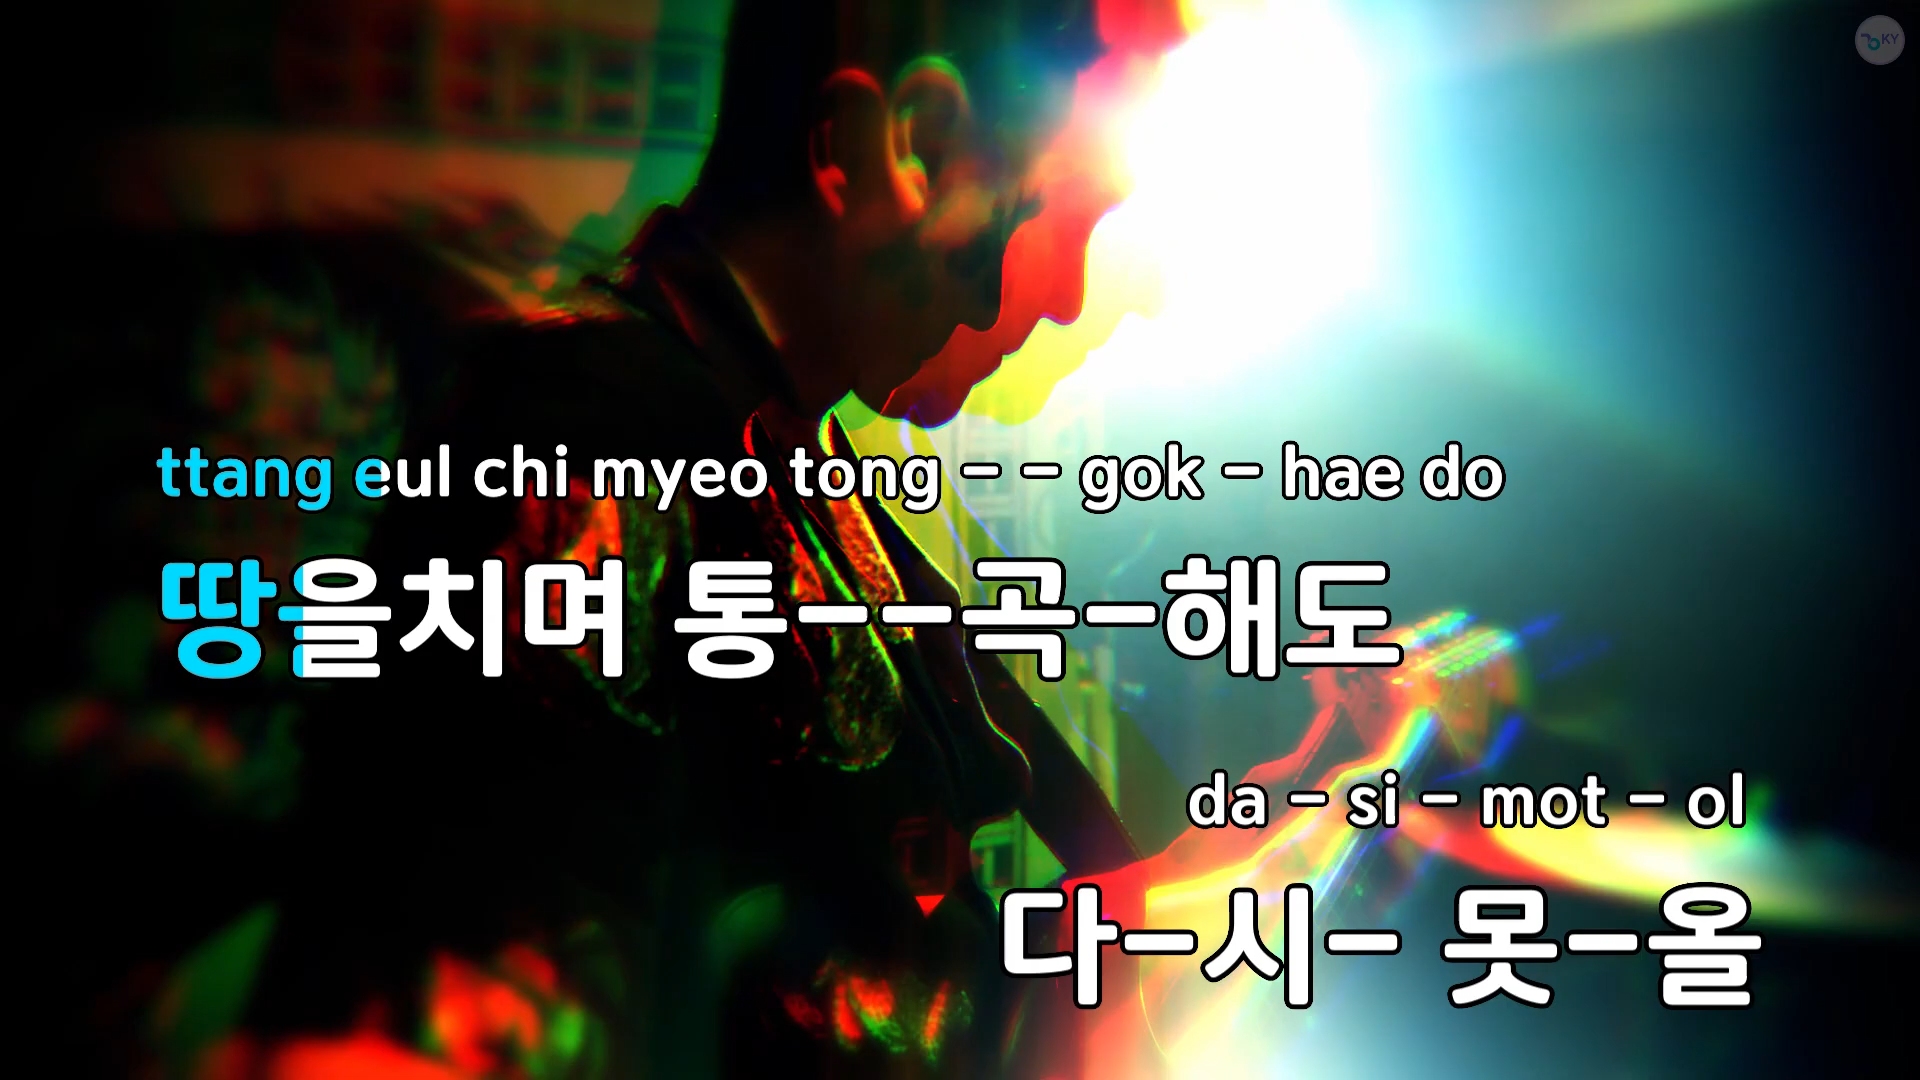 KY
ttang eul chi myeo tong – – gok – hae do
땅을치며 통--곡-해도
da – si – mot – ol
다-시- 못-올